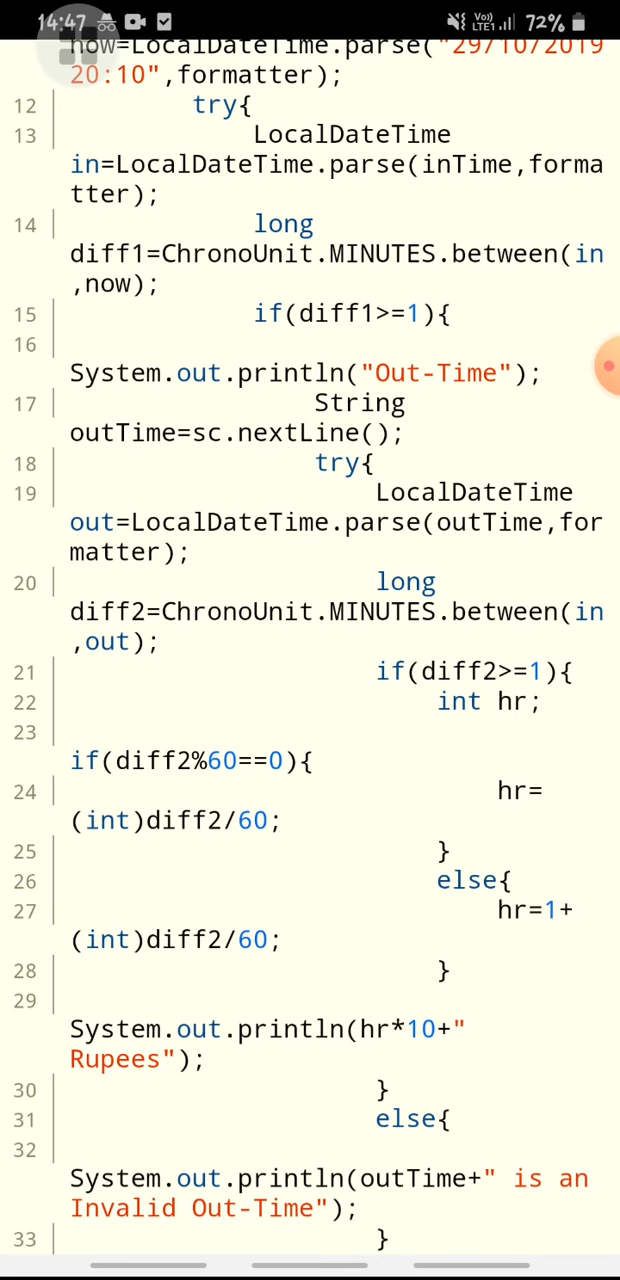 14:47
Vo)) LTE1 72%
now=LocalDateTime.parse("29/10/2019
20:10",formatter);
12 try{
13 LocalDateTime
in=LocalDateTime.parse(inTime,forma
tter);
14 long
diff1=ChronoUnit.MINUTES.between(in
,now);
15 if(diff1>=1){
16
System.out.println("Out-Time");
17 String
outTime=sc.nextLine();
18 try{
19 LocalDateTime
out=LocalDateTime.parse(outTime,for
matter);
20 long
diff2=ChronoUnit.MINUTES.between(in
,out);
21 if(diff2>=1){
22 int hr;
23
if(diff2%60==0){
24 hr=
(int)diff2/60;
25 }
26 else{
27 hr=1+
(int)diff2/60;
28 }
29
System.out.println(hr*10+"
Rupees");
30 }
31 else{
32
System.out.println(outTime+" is an
Invalid Out-Time");
33 }